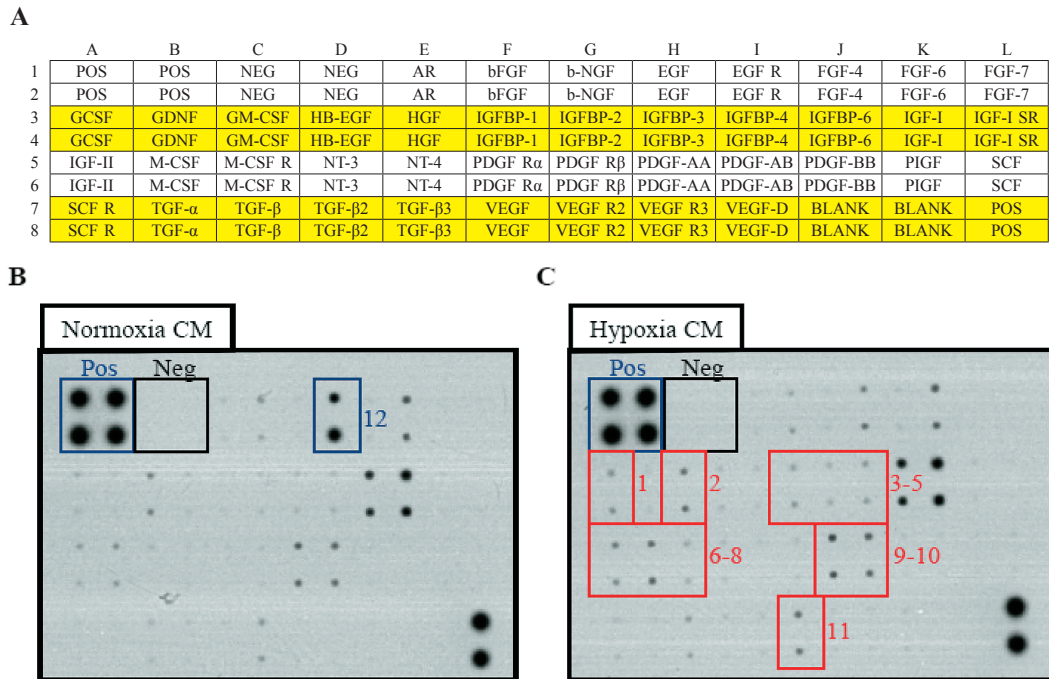 A
A B C D E F G H I J K L
1 POS POS NEG NEG AR bFGF b-NGF EGF EGF R FGF-4 FGF-6 FGF-7
2 POS POS NEG NEG AR bFGF b-NGF EGF EGF R FGF-4 FGF-6 FGF-7
3 GCSF GDNF GM-CSF HB-EGF HGF IGFBP-1 IGFBP-2 IGFBP-3 IGFBP-4 IGFBP-6 IGF-I IGF-I SR
4 GCSF GDNF GM-CSF HB-EGF HGF IGFBP-1 IGFBP-2 IGFBP-3 IGFBP-4 IGFBP-6 IGF-I IGF-I SR
5 IGF-II M-CSF M-CSF R NT-3 NT-4 PDGF Rα PDGF Rβ PDGF-AA PDGF-AB PDGF-BB PIGF SCF
6 IGF-II M-CSF M-CSF R NT-3 NT-4 PDGF Rα PDGF Rβ PDGF-AA PDGF-AB PDGF-BB PIGF SCF
7 SCF R TGF-α TGF-β TGF-β2 TGF-β3 VEGF VEGF R2 VEGF R3 VEGF-D BLANK BLANK POS
8 SCF R TGF-α TGF-β TGF-β2 TGF-β3 VEGF VEGF R2 VEGF R3 VEGF-D BLANK BLANK POS
B
Normoxia CM
Pos Neg
12
C
Hypoxia CM
Pos Neg
1 2 3-5
6-8 9-10
11